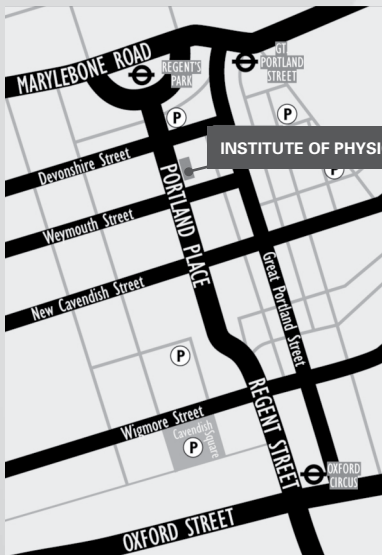 MARYLEBONE ROAD
REGENT'S
PARK
GT
PORTLAND
STREET
P
P
INSTITUTE OF PHYSI
P
Devonshire Street
PORTLAND PLACE
Weymouth Street
New Cavendish Street
Great Portland Street
P
REGENT STREET
Wigmore Street
Cavendish
Square
P
OXFORD
CIRCUS
OXFORD STREET